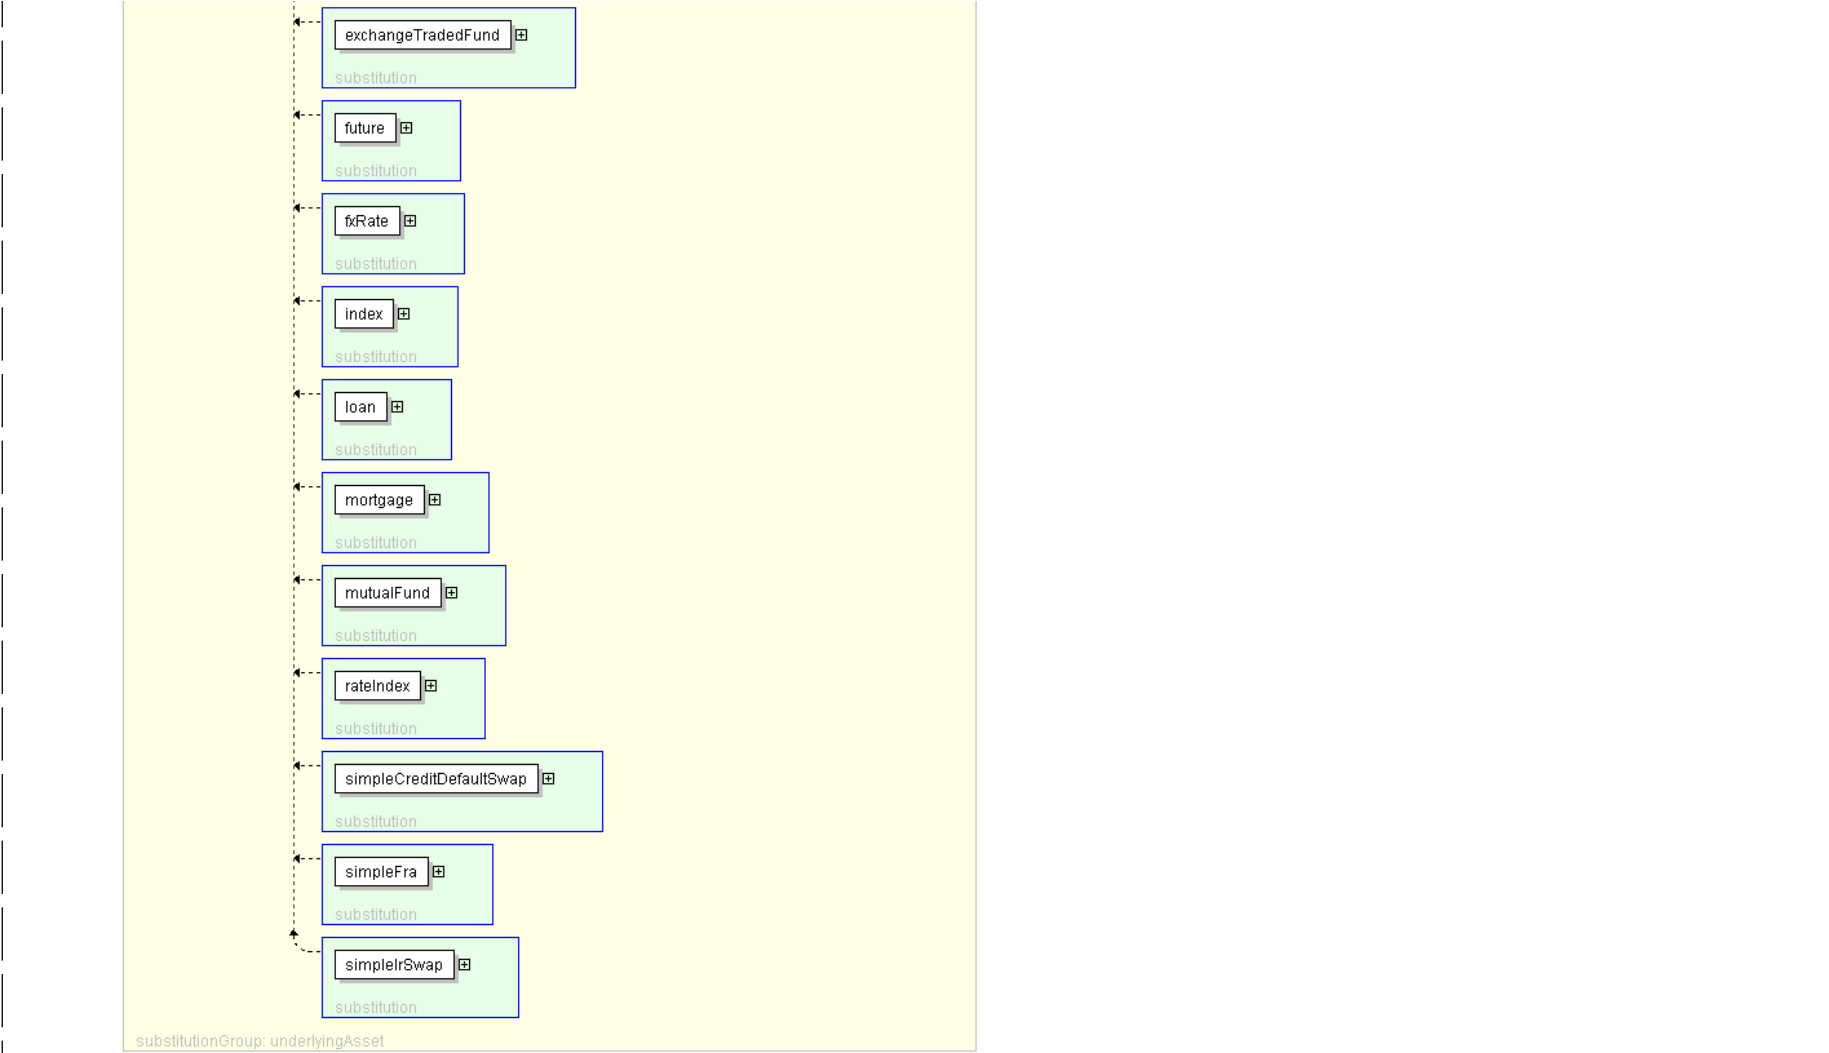 exchangeTradedFund
substitution
future
substitution
fxRate
substitution
index
substitution
loan
substitution
mortgage
substitution
mutualFund
substitution
rateIndex
substitution
simpleCreditDefaultSwap
substitution
simpleFra
substitution
simpleIrSwap
substitution
substitutionGroup: underlyingAsset